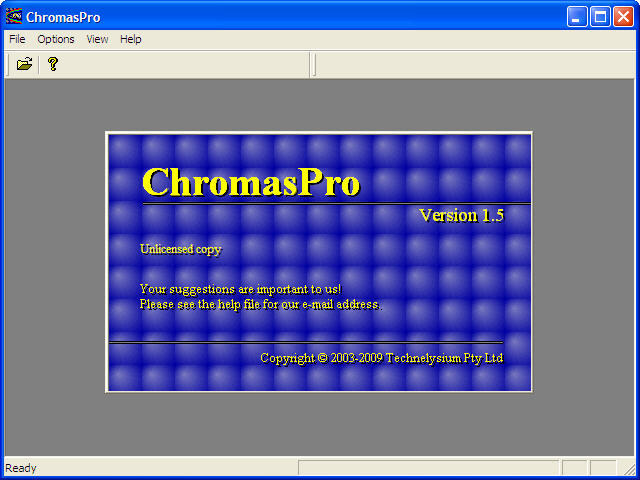 ChromasPro
File Options View Help
ChromasPro
Version 1.5
Unlicensed copy
Your suggestions are important to us!
Please see the help file for our e-mail address.
Copyright © 2003-2009 Technelysium Pty Ltd
Ready